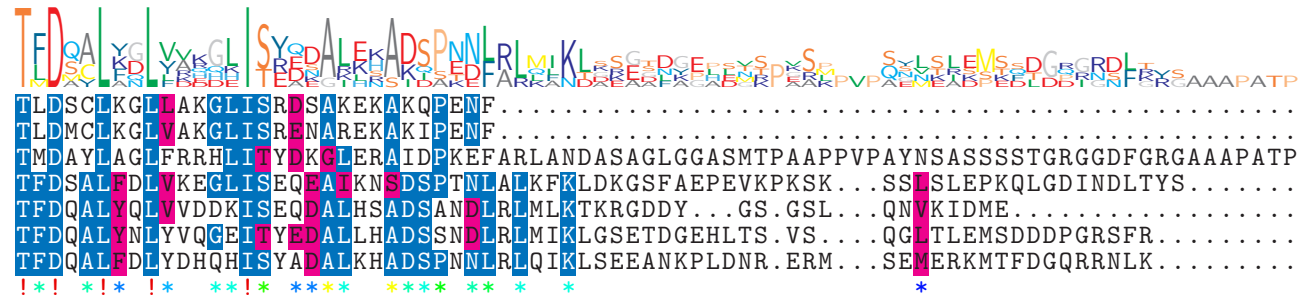 TLDSCLKGLLAKGLISRDSAKEKAKQPENF..................................................
TLDMCLKGLVAKGLISRENAREKAKIPENF..................................................
TMDAYLAGLFRRHLITYDKGLERAIDPKEFARLANDASAGLGGASMTPAAPPVPAYNSASSSSTGRGGDFGRGAAAPATP
TFDSALFDLVKEGLISEQEAIKNSDSPTNLALKFKLDKGSFAEPEVKPKSK...SSLSLEPKQLGDINDLTYS.......
TFDQALYQLVVDDKISEQDALHSADSANDLRLMLKTKRGDDY...GS.GSL...QNVKIDME..................
TFDQALYNLYVQGEITYEDALLHADSSNDLRLMIKLGSETDGEHLTS.VS....QGLTLEMSDDDPGRSFR.........
TFDQALFDLYDHQHISYADALKHADSPNNLRLQIKLSEEANKPLDNR.ERM...SEMERKMTFDGQRRNLK.........
!*! *!* !*  **!* ****  **** ** *  *                     *